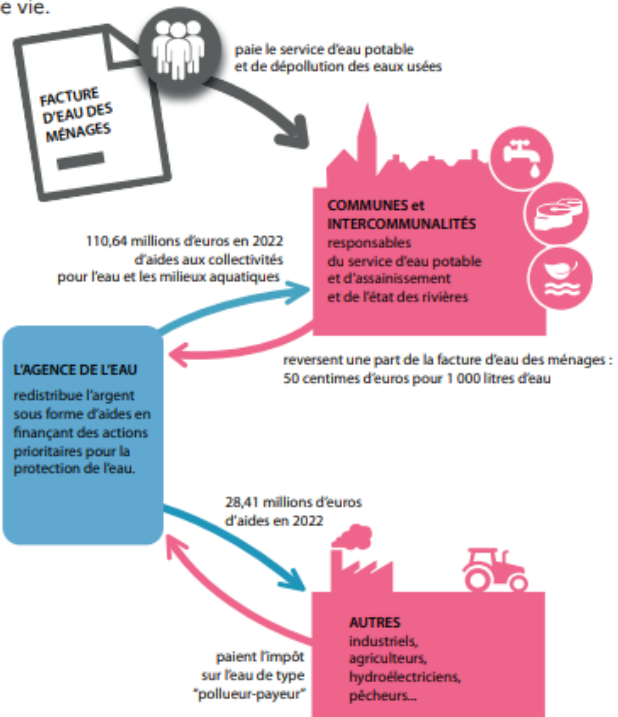 e vie.
FACTURE
D'EAU DES
MÉNAGES
paie le service d'eau potable
et de dépollution des eaux usées
COMMUNES et
INTERCOMMUNALITÉS
responsables
du service d'eau potable
et d'assainissement
et de l'état des rivières
110,64 millions d'euros en 2022
d'aides aux collectivités
pour l'eau et les milieux aquatiques
reversent une part de la facture d'eau des ménages :
50 centimes d'euros pour 1 000 litres d'eau
L'AGENCE DE L'EAU
redistribue l'argent
sous forme d'aides en
finançant des actions
prioritaires pour la
protection de l'eau.
28,41 millions d'euros
d'aides en 2022
AUTRES
industriels,
agriculteurs,
hydroélectriciens,
pêcheurs...
paient l'impôt
sur l'eau de type
"pollueur-payeur"